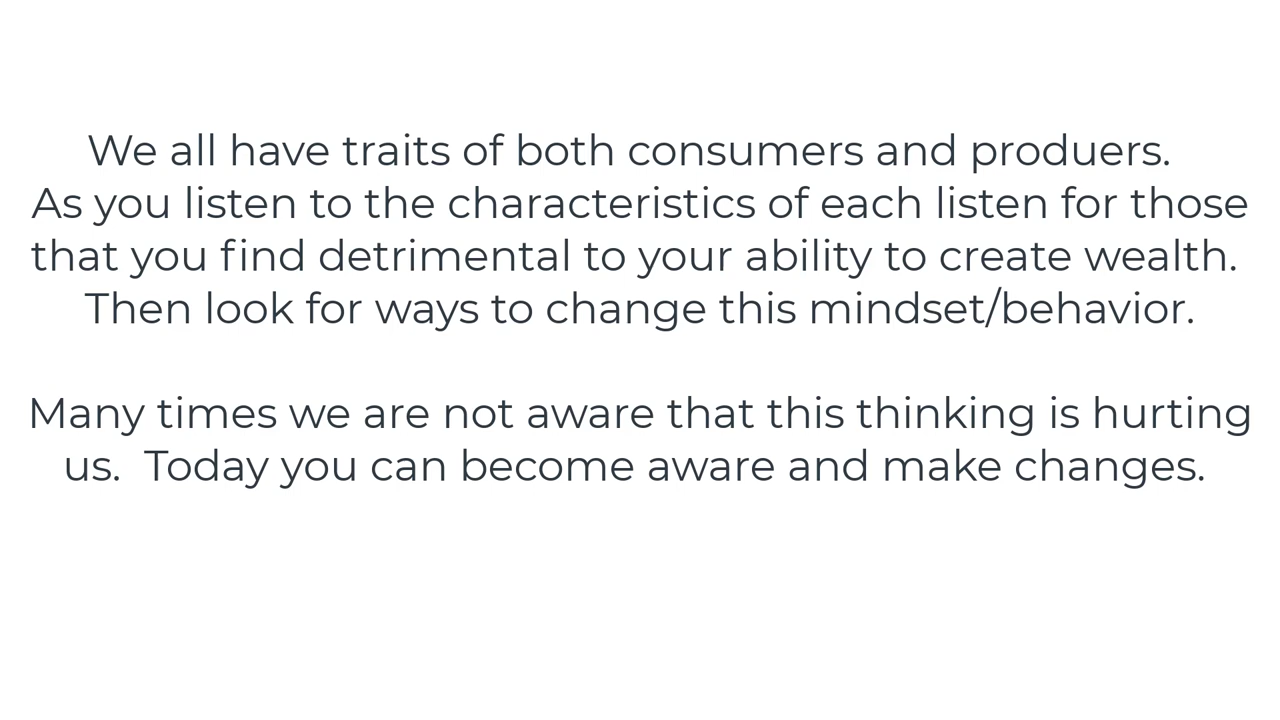 We all have traits of both consumers and produers.
As you listen to the characteristics of each listen for those
that you find detrimental to your ability to create wealth.
Then look for ways to change this mindset/behavior.
Many times we are not aware that this thinking is hurting
us.  Today you can become aware and make changes.